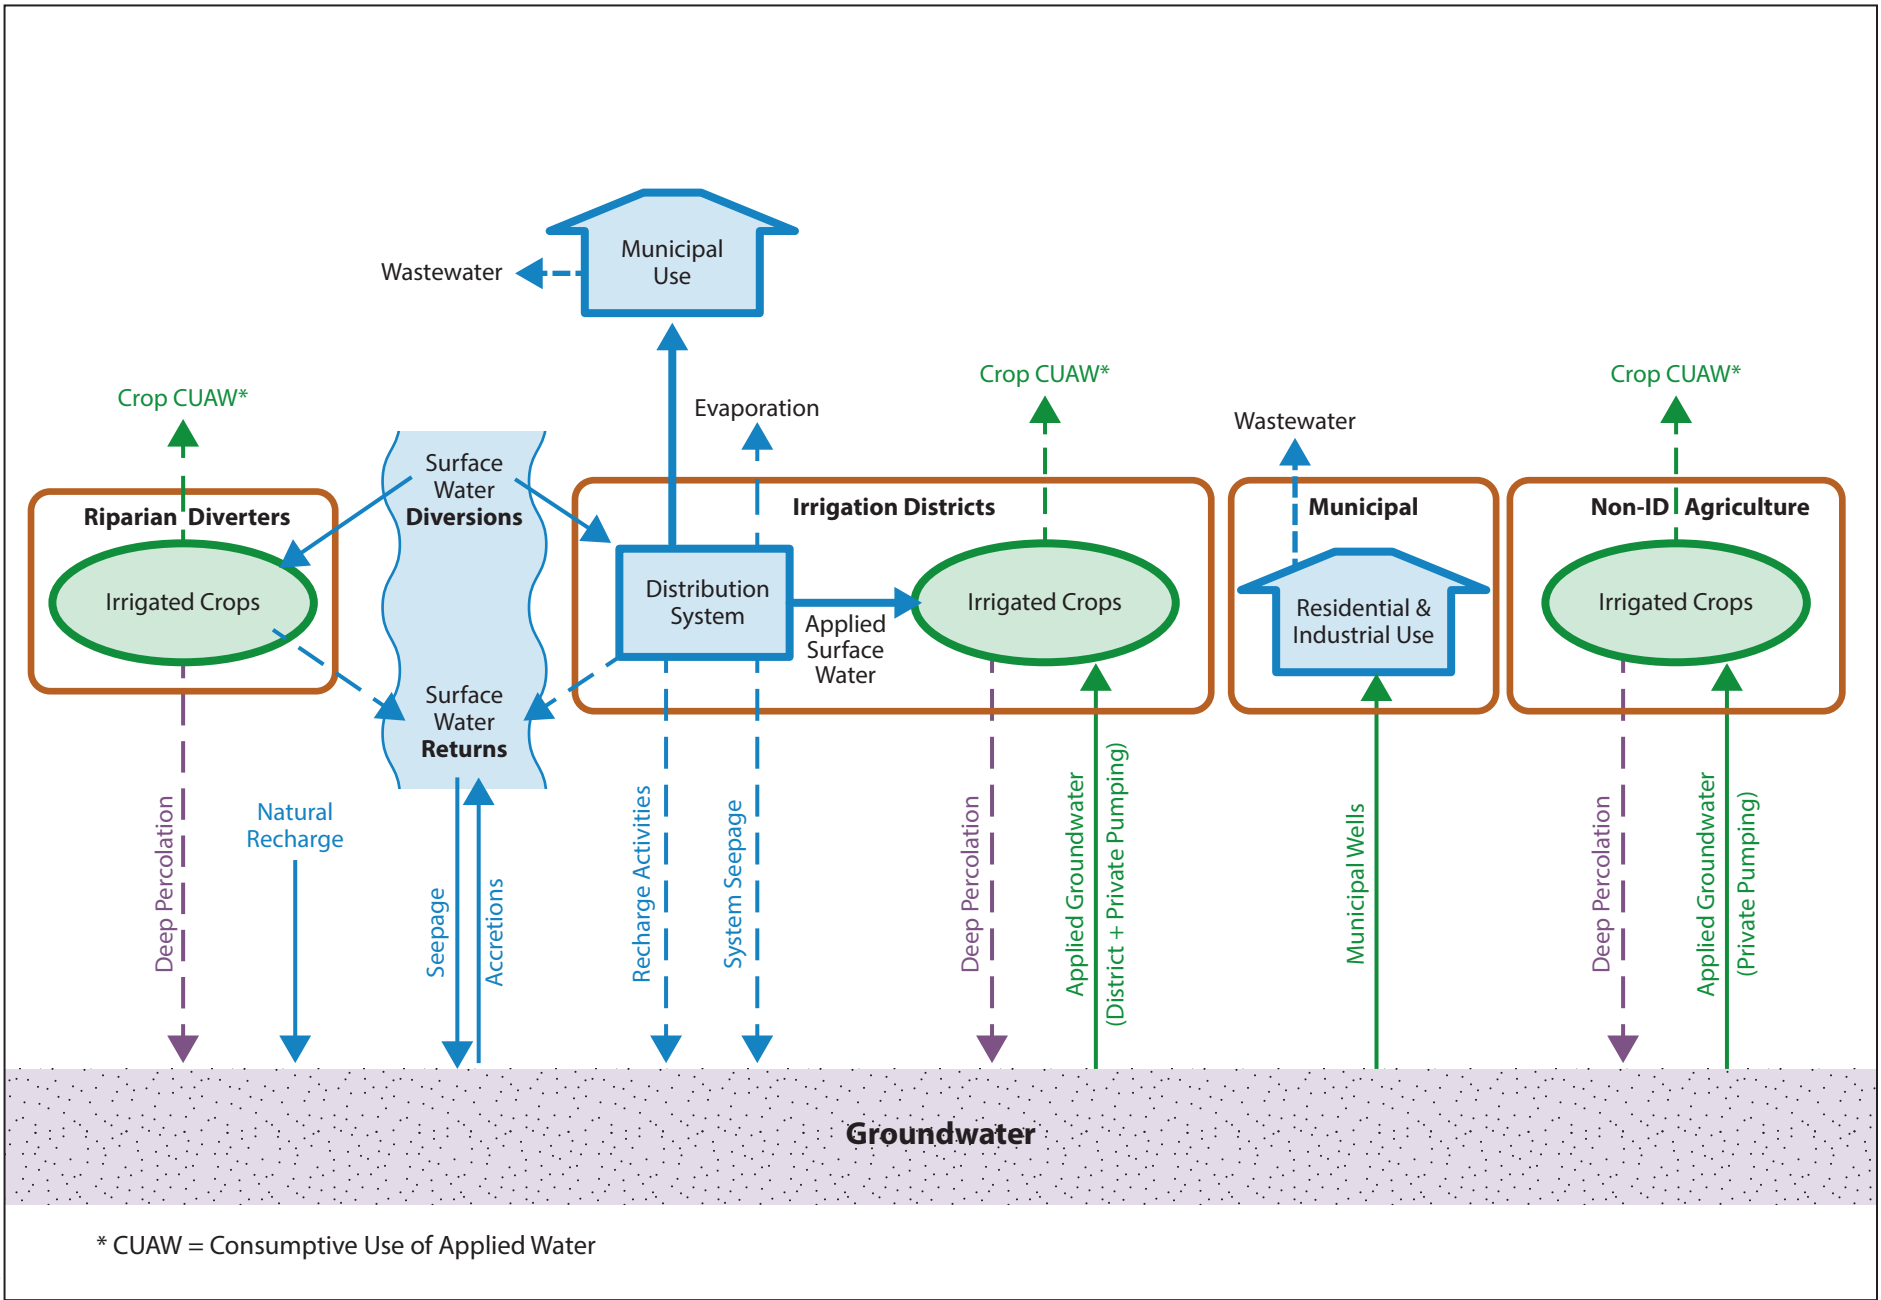 Municipal
Use
Wastewater
Crop CUAW*
Evaporation
Crop CUAW*
Wastewater
Crop CUAW*
Riparian Diverters
Surface
Water
Diversions
Irrigation Districts
Municipal
Non-ID Agriculture
Irrigated Crops
Distribution
System
Applied
Surface
Water
Irrigated Crops
Residential &
Industrial Use
Irrigated Crops
Surface
Water
Returns
Deep Percolation
Natural
Recharge
Seepage
Accretions
Recharge Activities
System Seepage
Deep Percolation
Applied Groundwater
(District + Private Pumping)
Municipal Wells
Deep Percolation
Applied Groundwater
(Private Pumping)
Groundwater
* CUAW = Consumptive Use of Applied Water